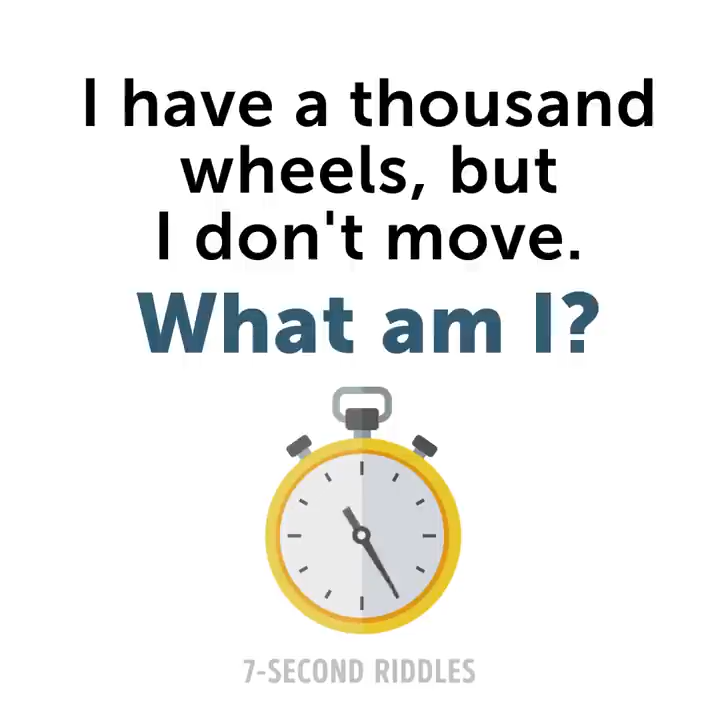 I have a thousand
wheels, but
I don't move.
What am I?
7-SECOND RIDDLES